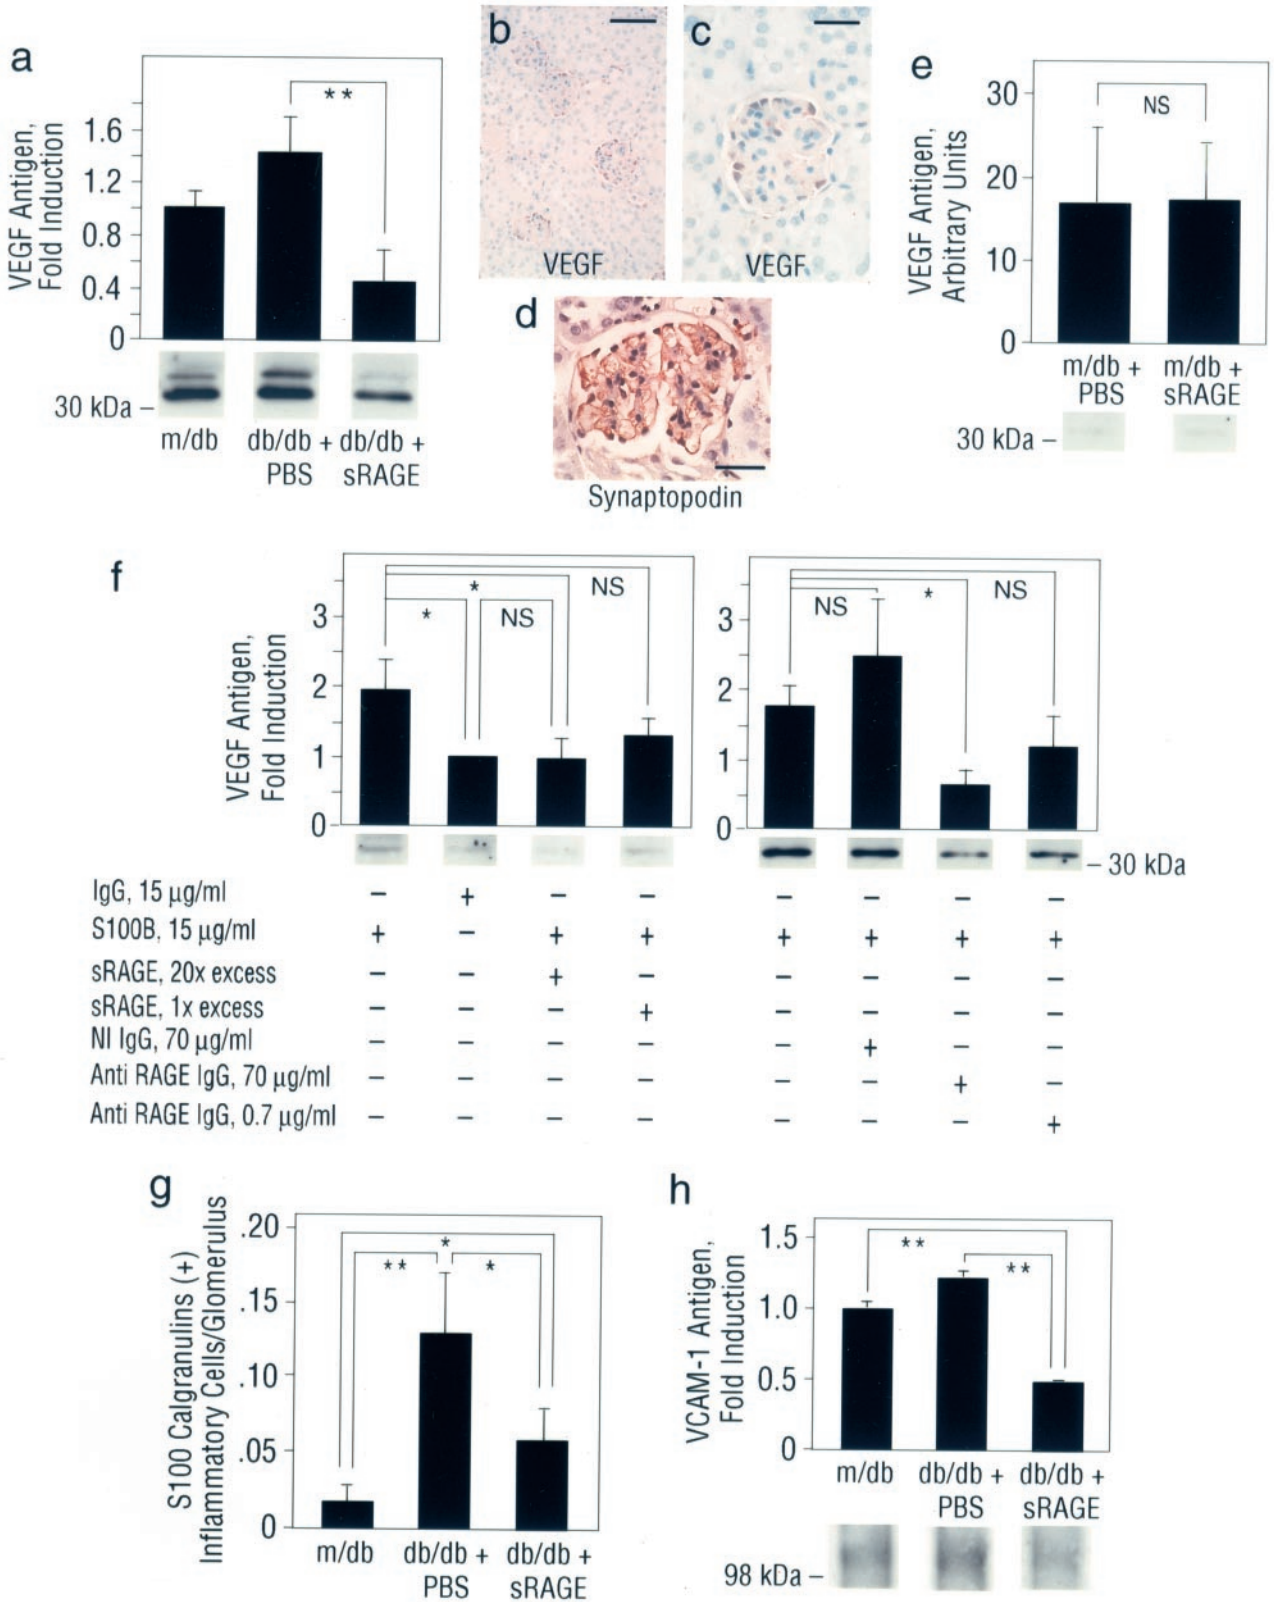 a
VEGF Antigen,
Fold Induction
1.6
1.2
0.8
0.4
0
**
30 kDa –
m/db
db/db +
PBS
db/db +
sRAGE
b
VEGF
c
VEGF
d
Synaptopodin
e
VEGF Antigen,
Arbitrary Units
30
20
10
0
NS
m/db +
PBS
m/db +
sRAGE
30 kDa –
f
VEGF Antigen,
Fold Induction
3
2
1
0
*
*
NS
NS
3
2
1
0
NS
*
NS
– 30 kDa
IgG, 15 µg/ml – + – – – – – –
S100B, 15 µg/ml + – + + + + + +
sRAGE, 20x excess – – + – – – – –
sRAGE, 1x excess – – – + – – – –
NI IgG, 70 µg/ml – – – – – + – –
Anti RAGE IgG, 70 µg/ml – – – – – – + –
Anti RAGE IgG, 0.7 µg/ml – – – – – – – +
g
S100 Calgranulins (+)
Inflammatory Cells/Glomerulus
.20
.15
.10
.05
0
*
**
*
m/db
db/db +
PBS
db/db +
sRAGE
h
VCAM-1 Antigen,
Fold Induction
1.5
1.0
0.5
0
**
**
m/db
db/db +
PBS
db/db +
sRAGE
98 kDa –